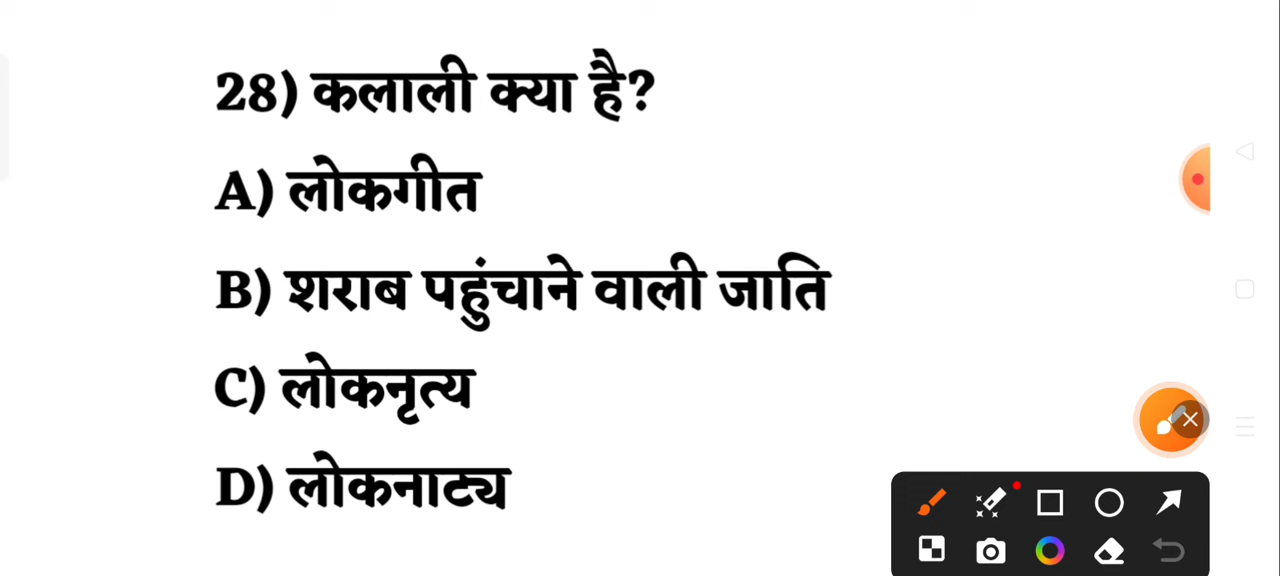 28) कलाली क्या है?
A) लोकगीत
B) शराब पहुंचाने वाली जाति
C) लोकनृत्य
D) लोकनाट्य